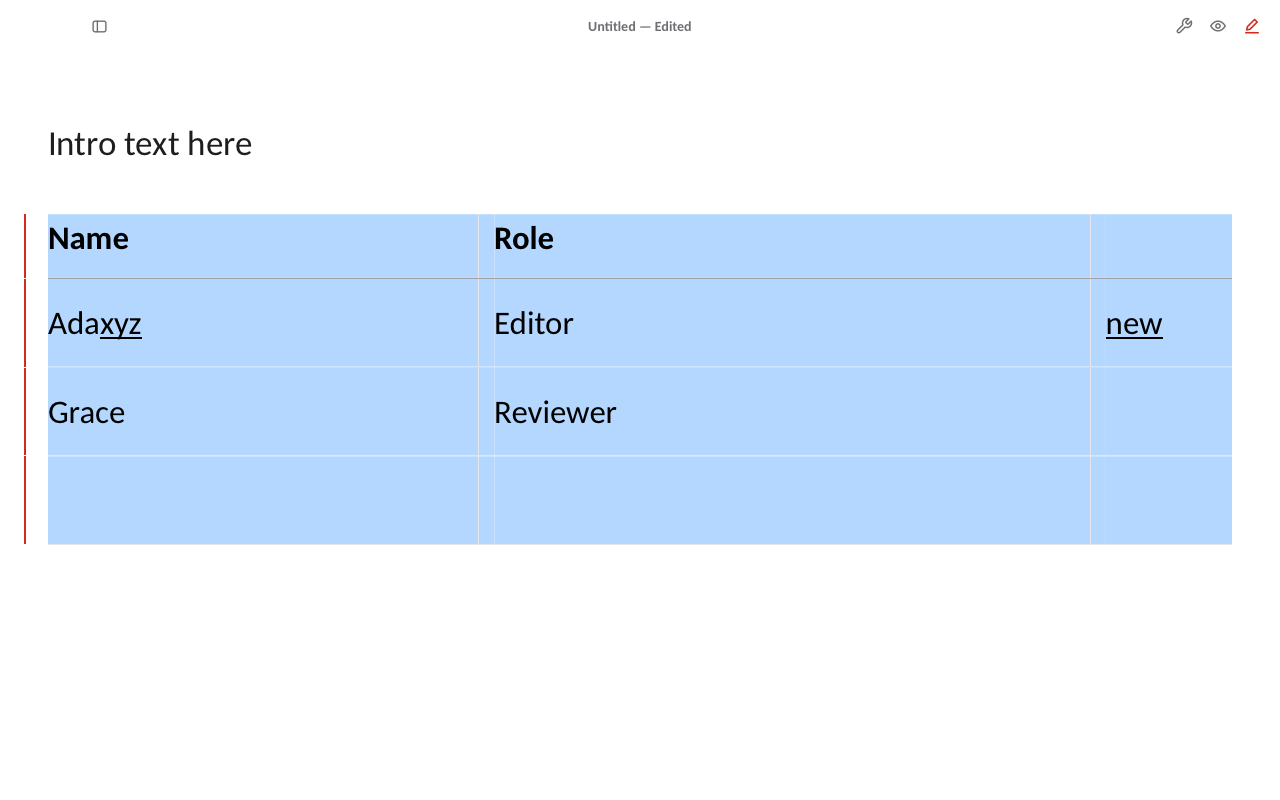 Untitled — Edited
Intro text here
Name Role
Adaxyz Editor new
Grace Reviewer